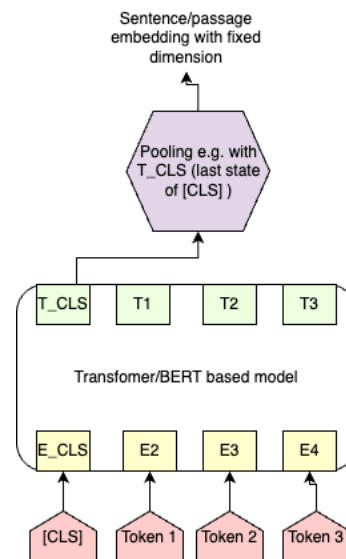 Sentence/passage
embedding with fixed
dimension
Pooling e.g. with
T_CLS (last state
of [CLS] )
T_CLS T1 T2 T3
Transfomer/BERT based model
E_CLS E2 E3 E4
[CLS] Token 1 Token 2 Token 3